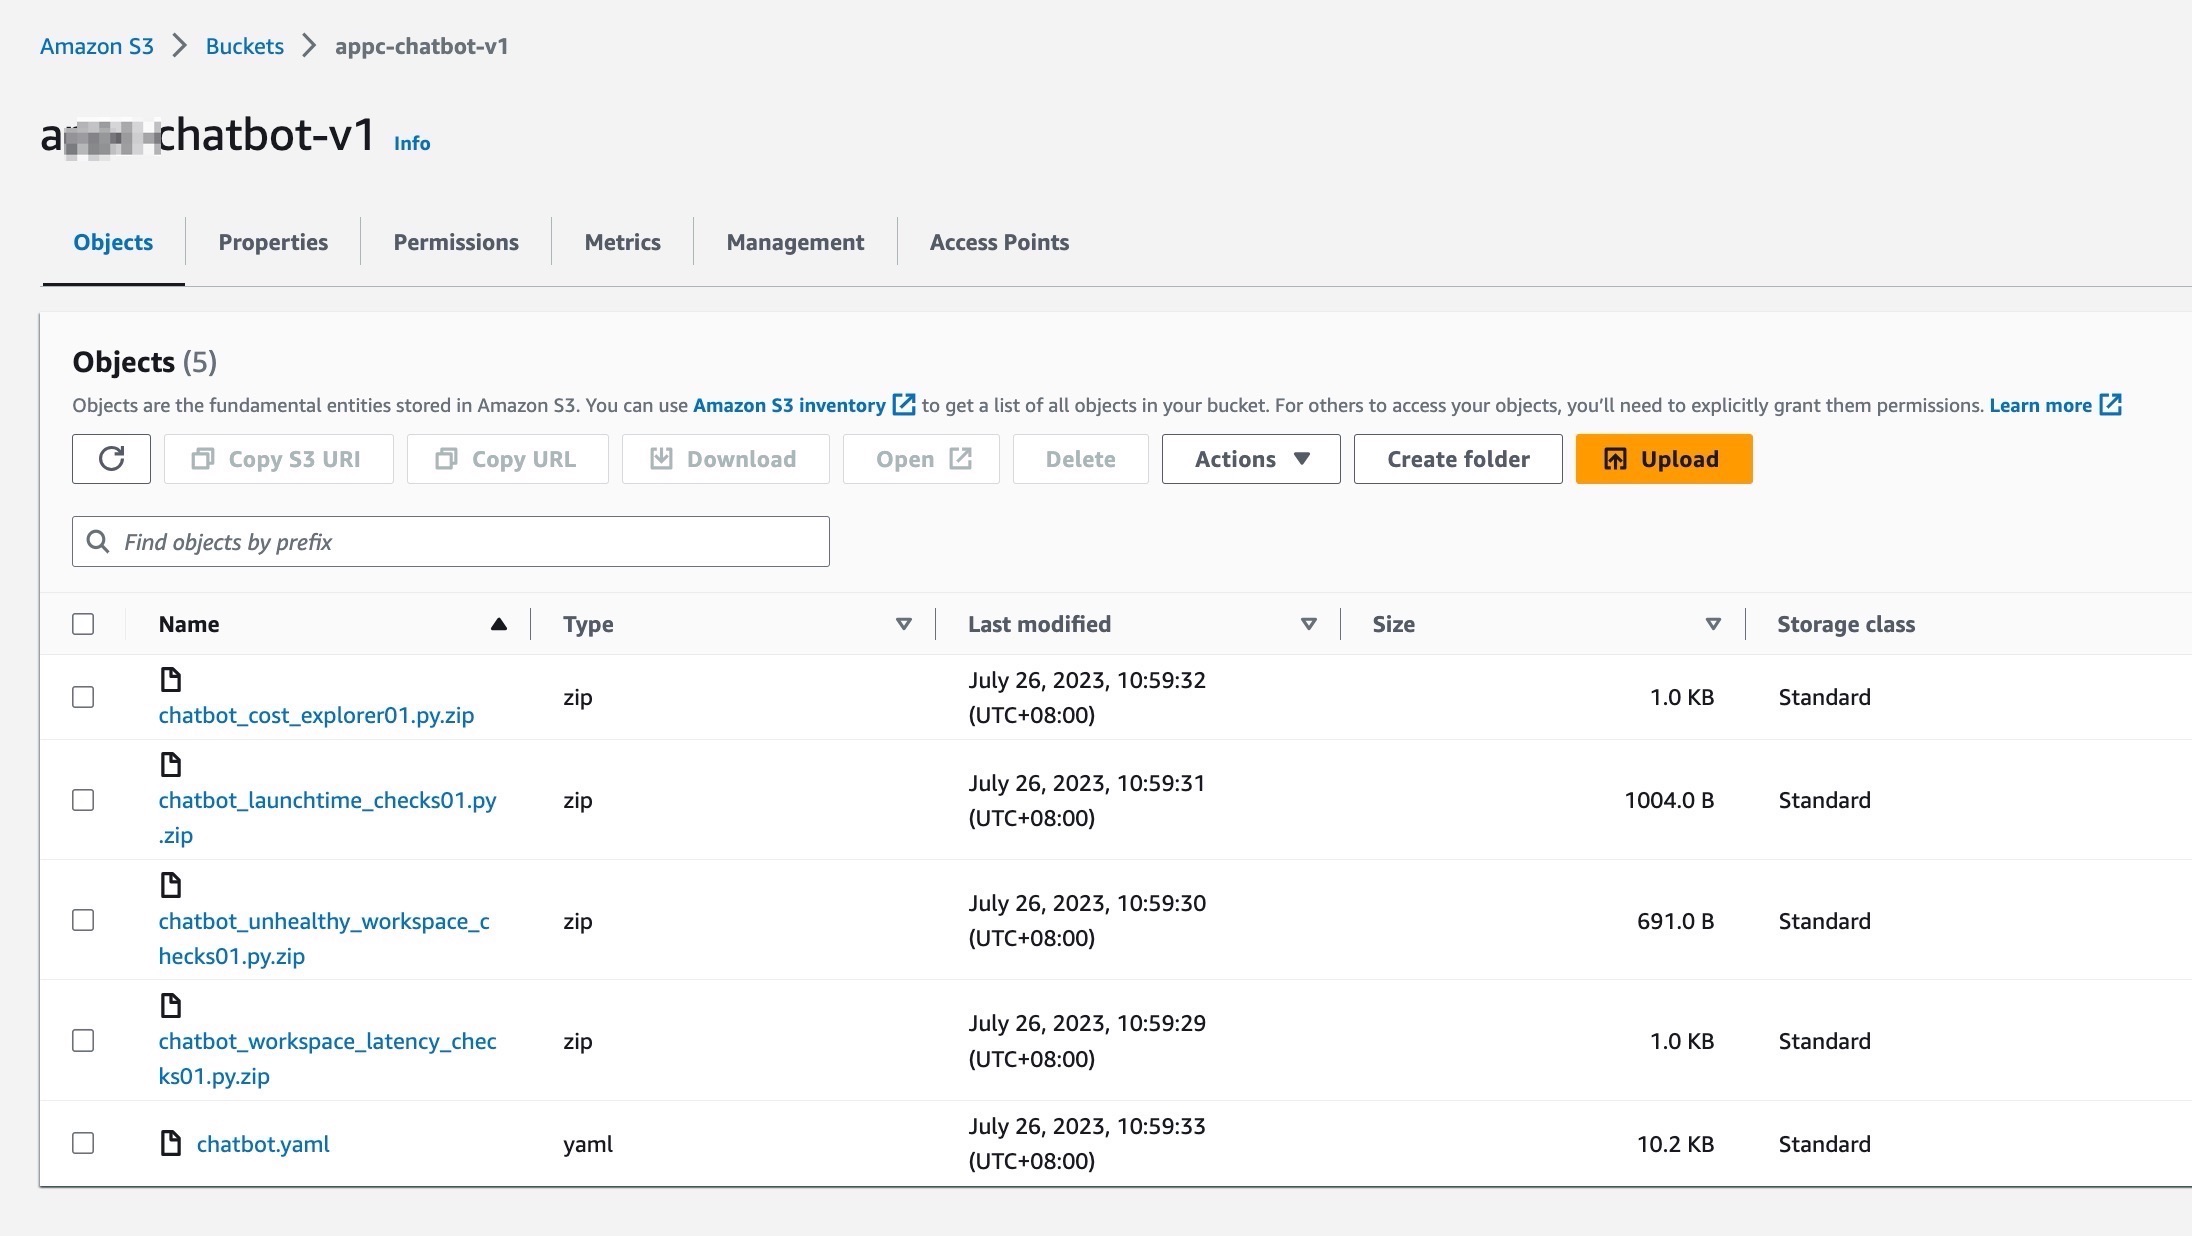 Amazon S3 > Buckets > appc-chatbot-v1
chatbot-v1 Info
Objects Properties Permissions Metrics Management Access Points
Objects (5)
Objects are the fundamental entities stored in Amazon S3. You can use Amazon S3 inventory to get a list of all objects in your bucket. For others to access your objects, you’ll need to explicitly grant them permissions. Learn more
Copy S3 URI Copy URL Download Open Delete Actions Create folder Upload
Find objects by prefix
Name Type Last modified Size Storage class
chatbot_cost_explorer01.py.zip zip July 26, 2023, 10:59:32 1.0 KB Standard
(UTC+08:00)
chatbot_launchtime_checks01.py zip July 26, 2023, 10:59:31 1004.0 B Standard
.zip (UTC+08:00)
chatbot_unhealthy_workspace_c zip July 26, 2023, 10:59:30 691.0 B Standard
hecks01.py.zip (UTC+08:00)
chatbot_workspace_latency_chec zip July 26, 2023, 10:59:29 1.0 KB Standard
ks01.py.zip (UTC+08:00)
chatbot.yaml yaml July 26, 2023, 10:59:33 10.2 KB Standard
(UTC+08:00)